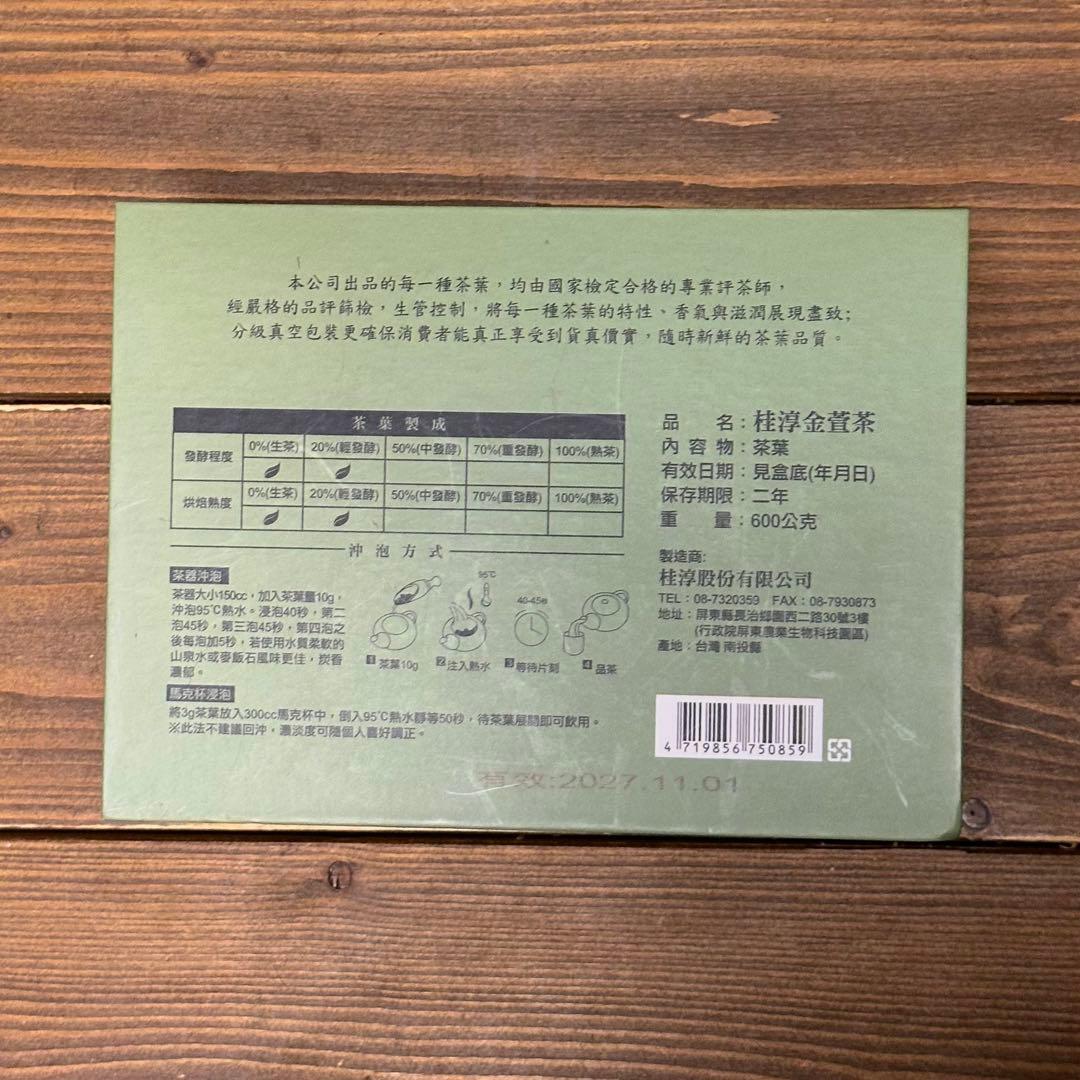 本公司出品的每一種茶葉，均由國家檢定合格的專業評茶師，
經嚴格的品評篩檢，生管控制，將每一種茶葉的特性、香氣與滋潤展現盡致；
分級真空包裝更確保消費者能真正享受到貨真價實，隨時新鮮的茶葉品質。
茶葉製成
發酵程度 0%(生茶) 20%(輕發酵) 50%(中發酵) 70%(重發酵) 100%(熟茶)
烘焙熟度 0%(生茶) 20%(輕發酵) 50%(中發酵) 70%(重發酵) 100%(熟茶)
沖泡方式
茶器沖泡
茶器大小150cc，加入茶葉量10g，
沖泡95℃熱水。浸泡40秒，第二
泡45秒，第三泡45秒，第四泡之
後每泡加5秒，若使用水質柔軟的
山泉水或麥飯石風味更佳，炭香
濃郁。
95℃
40-45秒
1 茶葉10g 2 注入熱水 3 等待片刻 4 品茶
馬克杯浸泡
將3g茶葉放入300cc馬克杯中，倒入95℃熱水靜等50秒，待茶葉展開即可飲用。
※此法不建議回沖，濃淡度可隨個人喜好調正。
品名：桂淳金萱茶
內容物：茶葉
有效日期：見盒底(年月日)
保存期限：二年
重量：600公克
製造商:
桂淳股份有限公司
TEL：08-7320359 FAX：08-7930873
地址：屏東縣長治鄉園西二路30號3樓
(行政院屏東農業生物科技園區)
產地：台灣 南投縣
4 719856 750859
有效:2027.11.01